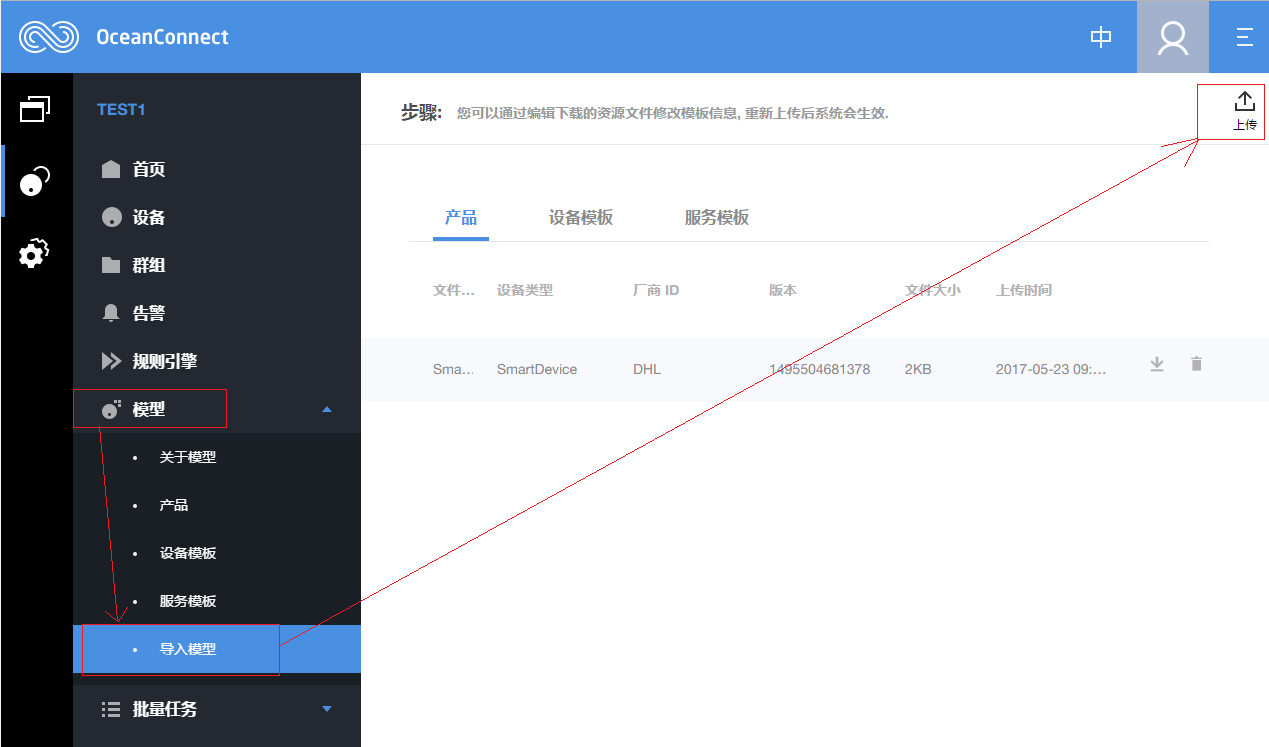 OceanConnect
中
TEST1
首页
设备
群组
告警
规则引擎
模型
关于模型
产品
设备模板
服务模板
导入模型
批量任务
步骤: 您可以通过编辑下载的资源文件修改模板信息, 重新上传后系统会生效.
上传
产品 设备模板 服务模板
文件... 设备类型 厂商 ID 版本 文件大小 上传时间
Sma... SmartDevice DHL 1495504681378 2KB 2017-05-23 09:...